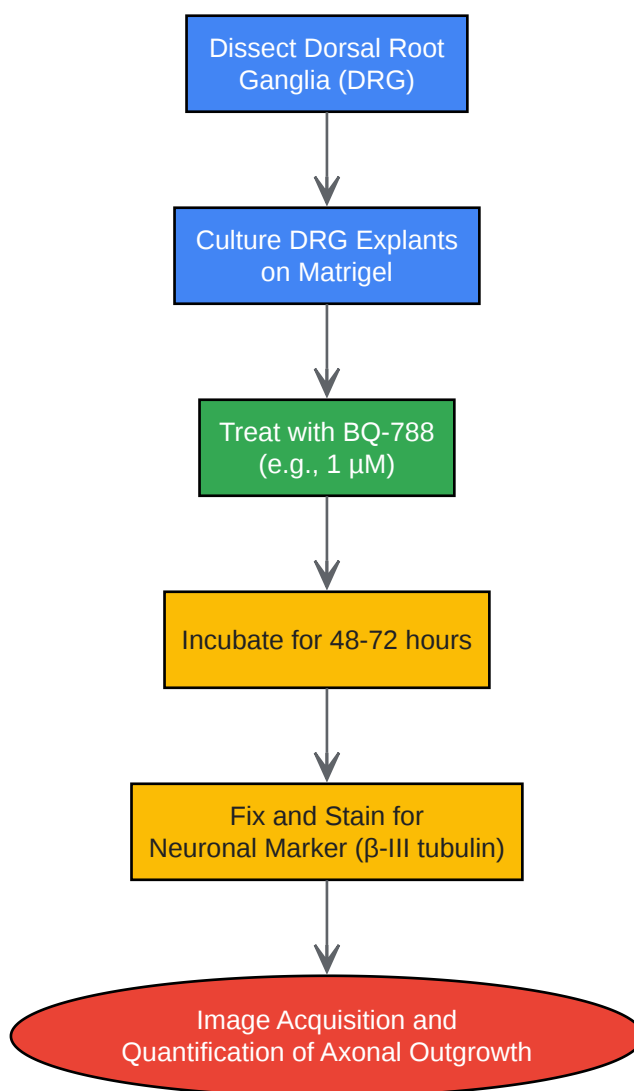 Dissect Dorsal Root
Ganglia (DRG)
Culture DRG Explants
on Matrigel
Treat with BQ-788
(e.g., 1 µM)
Incubate for 48-72 hours
Fix and Stain for
Neuronal Marker (β-III tubulin)
Image Acquisition and
Quantification of Axonal Outgrowth